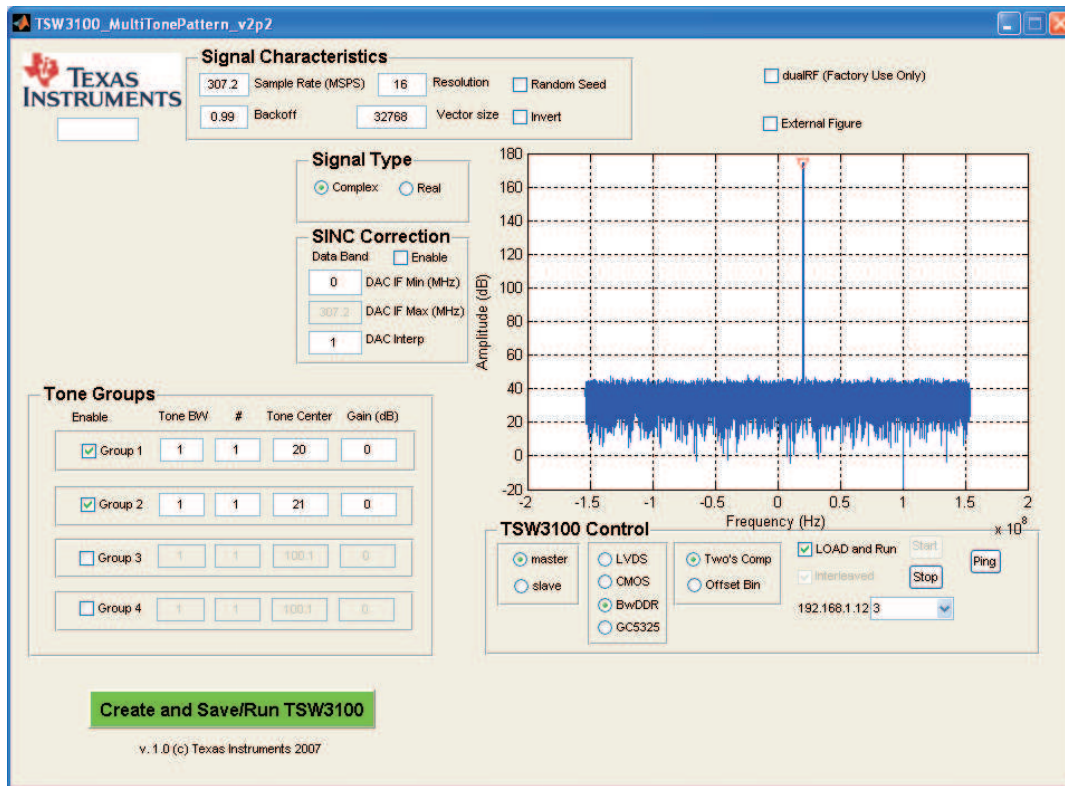 TSW3100_MultiTonePattern_v2p2
TEXAS
INSTRUMENTS
Signal Characteristics
307.2 Sample Rate (MSPS) 16 Resolution Random Seed
0.99 Backoff 32768 Vector size Invert
dualRF (Factory Use Only)
External Figure
Signal Type
Complex Real
SINC Correction
Data Band Enable
0 DAC IF Min (MHz)
307.2 DAC IF Max (MHz)
1 DAC Interp
Amplitude (dB)
180
160
140
120
100
80
60
40
20
0
-20
-2 -1.5 -1 -0.5 0 0.5 1 1.5 2
Frequency (Hz)
x 10^8
Tone Groups
Enable Tone BW # Tone Center Gain (dB)
Group 1 1 1 20 0
Group 2 1 1 21 0
Group 3 1 1 100.1 0
Group 4 1 1 100.1 0
TSW3100 Control
master
slave
LVDS
CMOS
BwDDR
GC5325
Two's Comp
Offset Bin
LOAD and Run Start
Interleaved Stop
Ping
192.168.1.12 3
Create and Save/Run TSW3100
v. 1.0 (c) Texas Instruments 2007